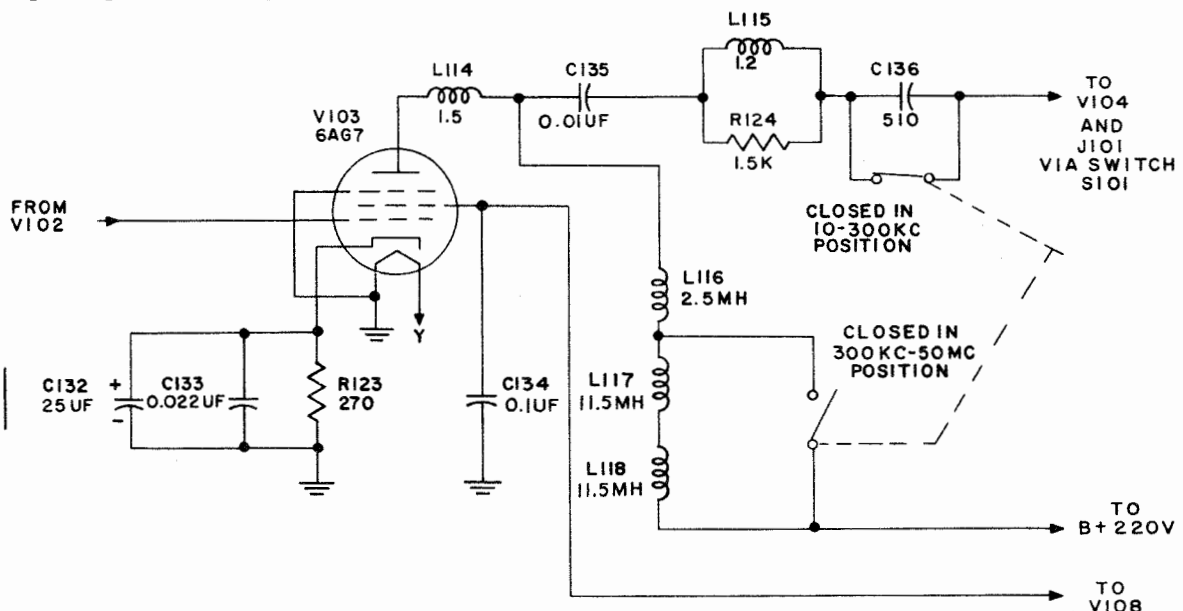 L115
1.2
L114
1.5
C135
0.01UF
C136
510
R124
1.5K
V103
6AG7
TO
V104
AND
J101
VIA SWITCH
S101
FROM
V102
CLOSED IN
10-300KC
POSITION
L116
2.5MH
Y
CLOSED IN
300KC-50MC
POSITION
C132
25UF
+
-
C133
0.022UF
R123
270
C134
0.1UF
L117
11.5MH
L118
11.5MH
TO
B+ 220V
TO
V108